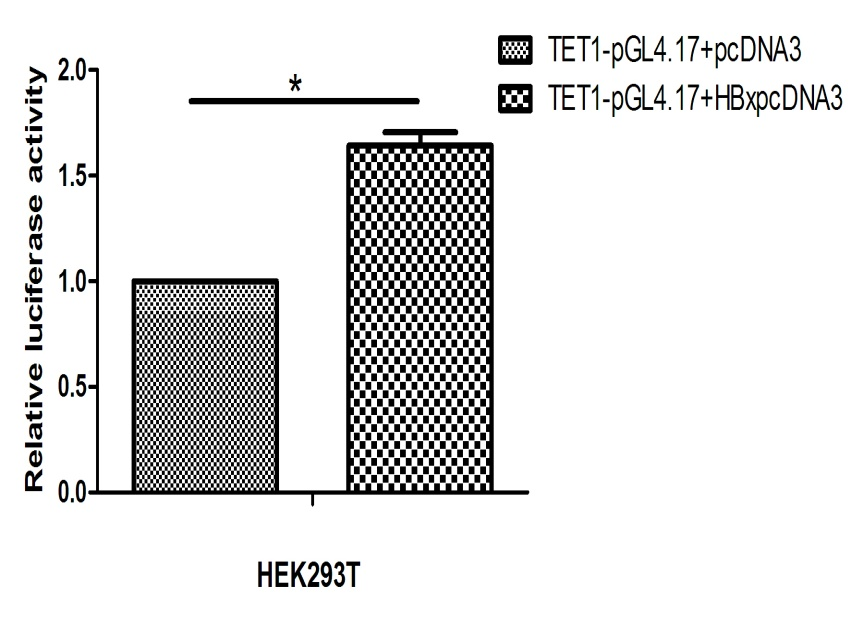 TET1-pGL4.17+pcDNA3
TET1-pGL4.17+HBxpcDNA3
Relative luciferase activity
2.0
1.5
1.0
0.5
0.0
*
HEK293T